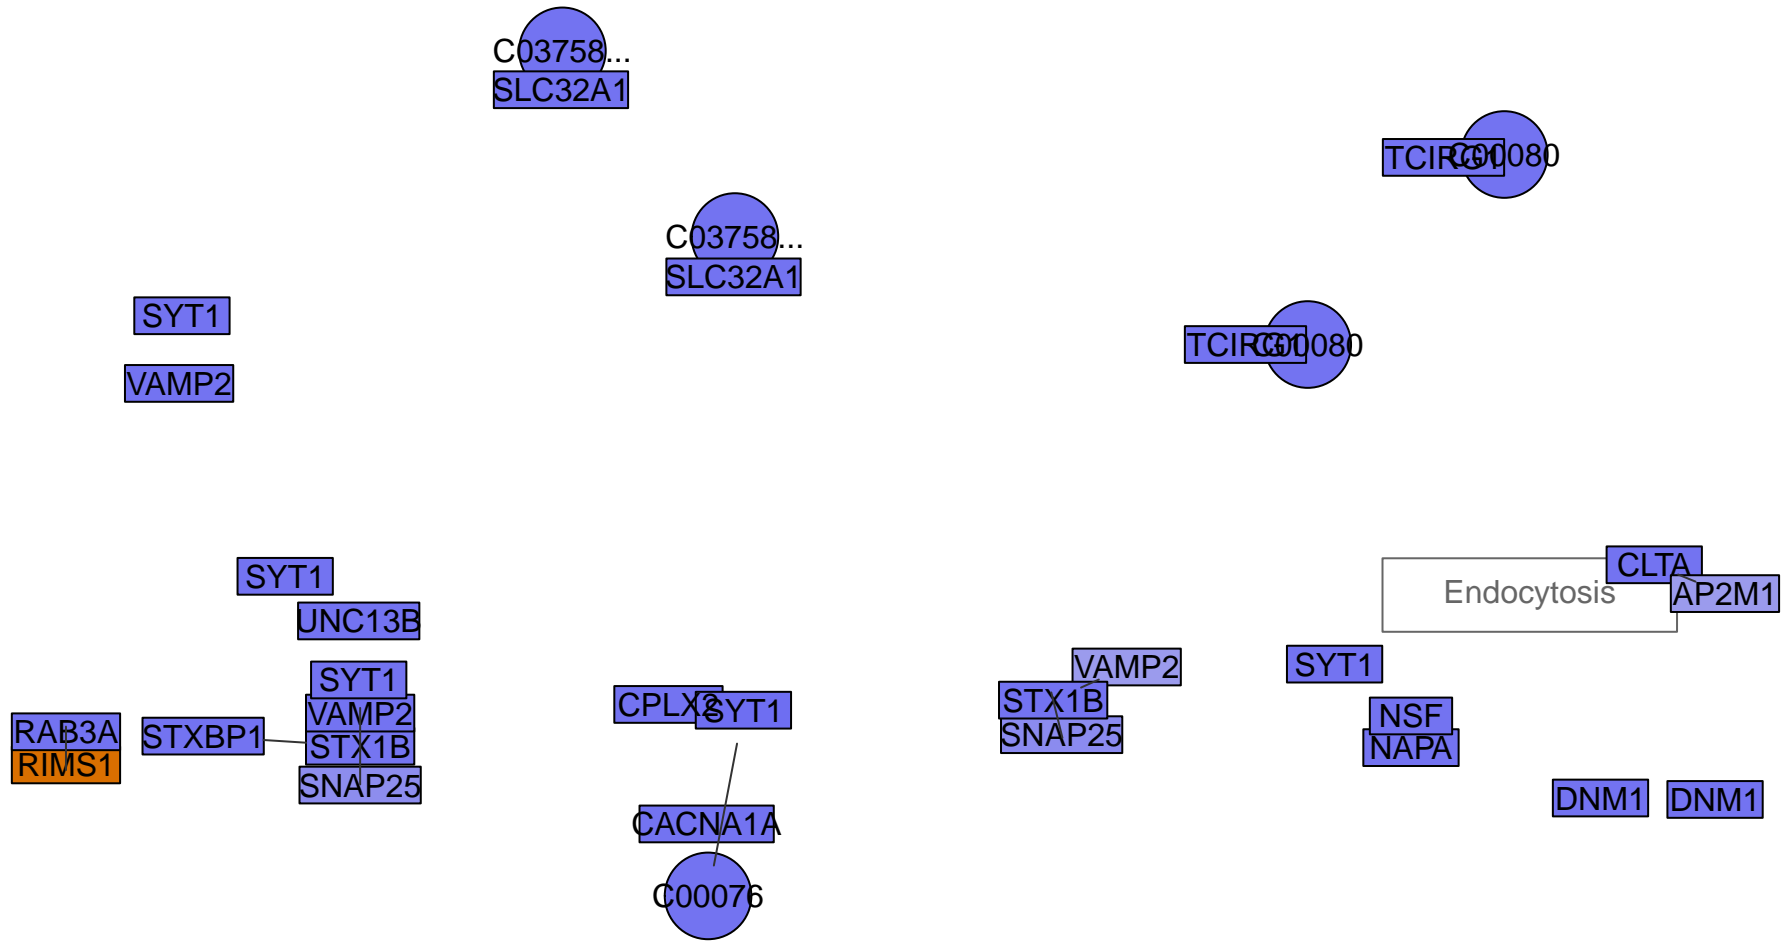 C03758...
SLC32A1
TCIRG1
C00080
C03758...
SLC32A1
SYT1
TCIRG1
C00080
VAMP2
CLTA
SYT1
Endocytosis
AP2M1
UNC13B
VAMP2
SYT1
SYT1
STX1B
CPLX2
SYT1
VAMP2
NSF
RAB3A
STXBP1
SNAP25
STX1B
NAPA
RIMS1
SNAP25
DNM1
DNM1
CACNA1A
C00076